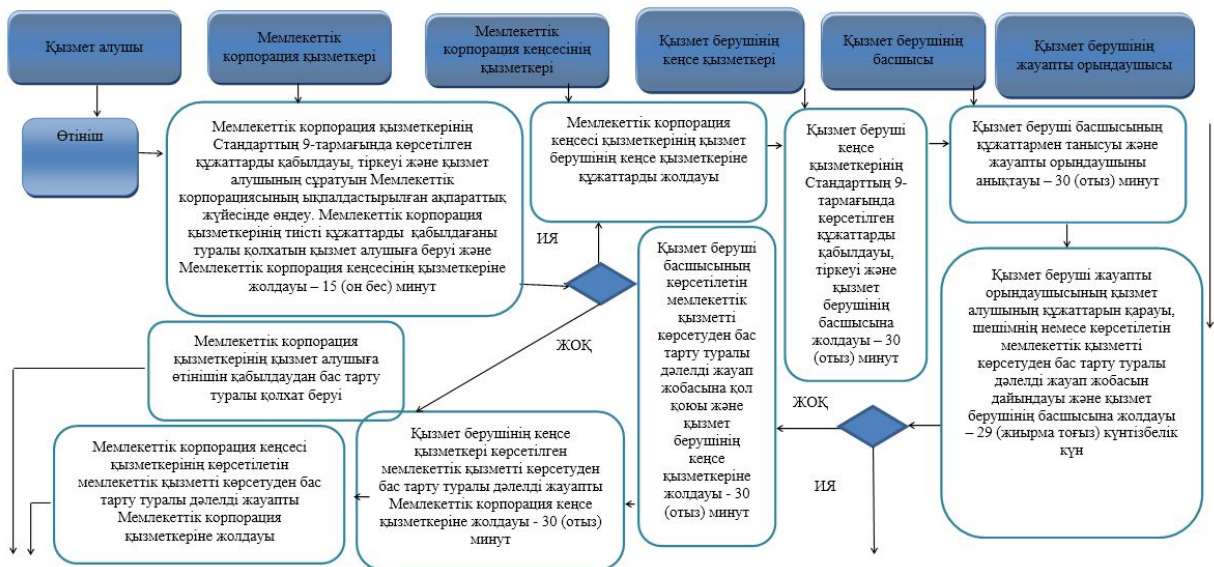 Қызмет алушы
Мемлекеттік
корпорация қызметкері
Мемлекеттік
корпорация кеңсесінің
қызметкері
Қызмет берушінің
кеңсе қызметкері
Қызмет берушінің
басшысы
Қызмет берушінің
жауапты орындаушысы
Өтініш
Мемлекеттік корпорация қызметкерінің
Стандарттың 9-тармағында көрсетілген
құжаттарды қабылдауы, тіркеуі және қызмет
алушының сұратуын Мемлекеттік
корпорациясының ықпалдастырылған ақпараттық
жүйесінде өндеу. Мемлекеттік корпорация
қызметкерінің тиісті құжаттарды қабылдағаны
туралы қолхатын қызмет алушыға беруі және
Мемлекеттік корпорация кеңсесінің қызметкеріне
жолдауы – 15 (он бес) минут
Мемлекеттік корпорация
кеңсесі қызметкерінің қызмет
берушінің кеңсе қызметкеріне
құжаттарды жолдауы
Қызмет беруші
кеңсе
қызметкерінің
Стандарттың 9-
тармағында
көрсетілген
құжаттарды
қабылдауы,
тіркеуі және
қызмет
берушінің
басшысына
жолдауы – 30
(отыз) минут
Қызмет беруші басшысының
құжаттармен танысуы және
жауапты орындаушыны
анықтауы – 30 (отыз) минут
ИЯ
Қызмет беруші
басшысының
көрсетілетін
мемлекеттік
қызметті
көрсетуден бас
тарту туралы
дәлелді жауап
жобасына қол
қоюы және
қызмет
берушінің
кеңсе
қызметкеріне
жолдауы - 30
(отыз) минут
Қызмет беруші жауапты
орындаушысының қызмет
алушының құжаттарын қарауы,
шешімнің немесе көрсетілетін
мемлекеттік қызметті
көрсетуден бас тарту туралы
дәлелді жауап жобасын
дайындауы және қызмет
берушінің басшысына жолдауы
– 29 (жиырма тоғыз) күнтізбелік
күн
ЖОҚ
Мемлекеттік корпорация
қызметкерінің қызмет алушыға
өтінішін қабылдаудан бас тарту
туралы қолхат беруі
ЖОҚ
ИЯ
Қызмет берушінің кеңсе
қызметкері көрсетілген
мемлекеттік қызметті көрсетуден
бас тарту туралы дәлелді жауапты
Мемлекеттік корпорация кеңсе
қызметкеріне жолдауы - 30 (отыз)
минут
Мемлекеттік корпорация кеңсесі
қызметкерінің көрсетілетін
мемлекеттік қызметті көрсетуден бас
тарту туралы дәлелді жауапты
Мемлекеттік корпорация
қызметкеріне жолдауы